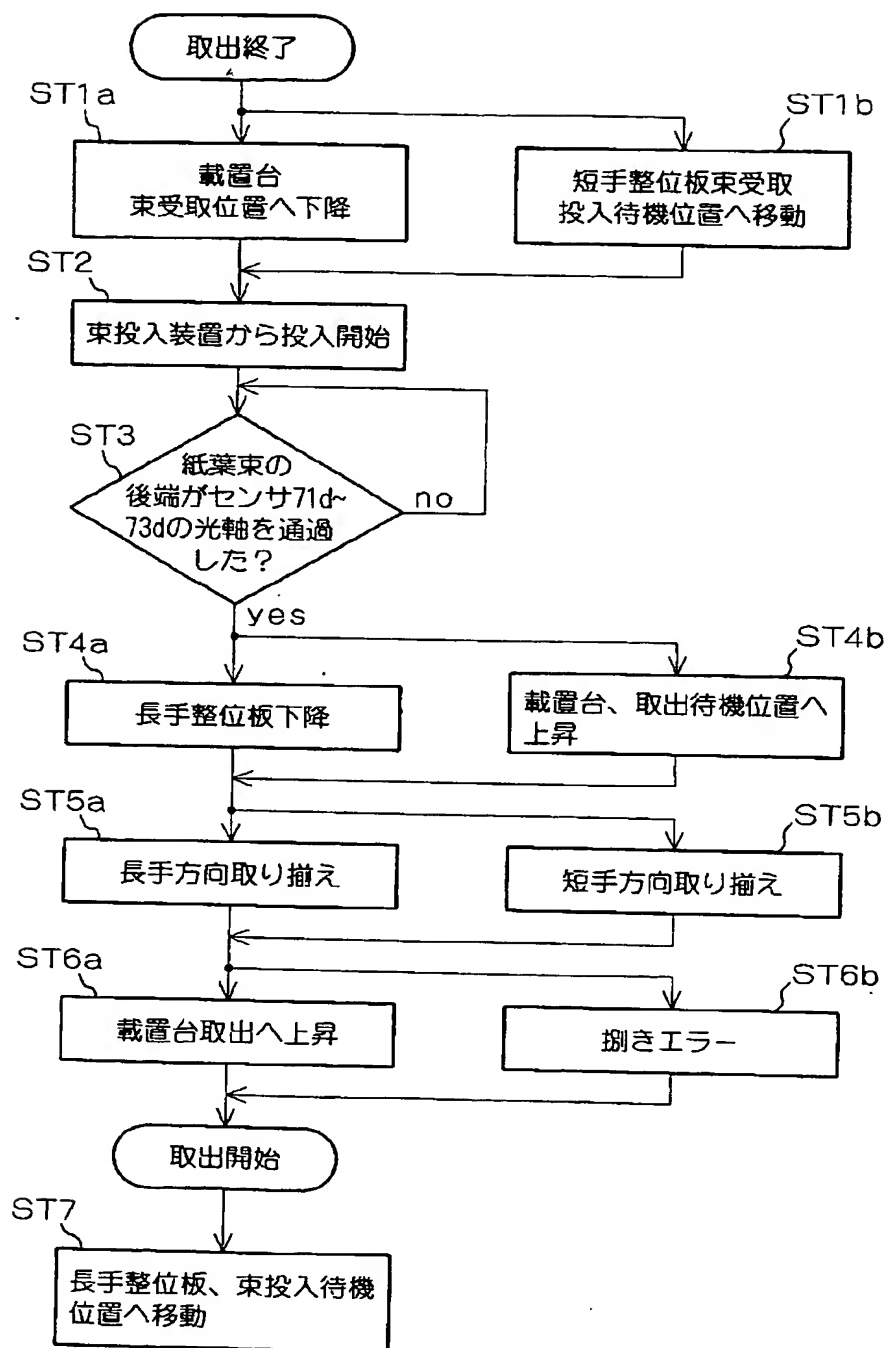 取出終了
ST1a
ST1b
載置台
束受取位置へ下降
短手整位板束受取
投入待機位置へ移動
ST2
束投入装置から投入開始
ST3
紙葉束の
後端がセンサ71d~
73dの光軸を通過
した?
no
yes
ST4a
ST4b
長手整位板下降
載置台、取出待機位置へ
上昇
ST5a
ST5b
長手方向取り揃え
短手方向取り揃え
ST6a
ST6b
載置台取出へ上昇
捌きエラー
取出開始
ST7
長手整位板、束投入待機
位置へ移動